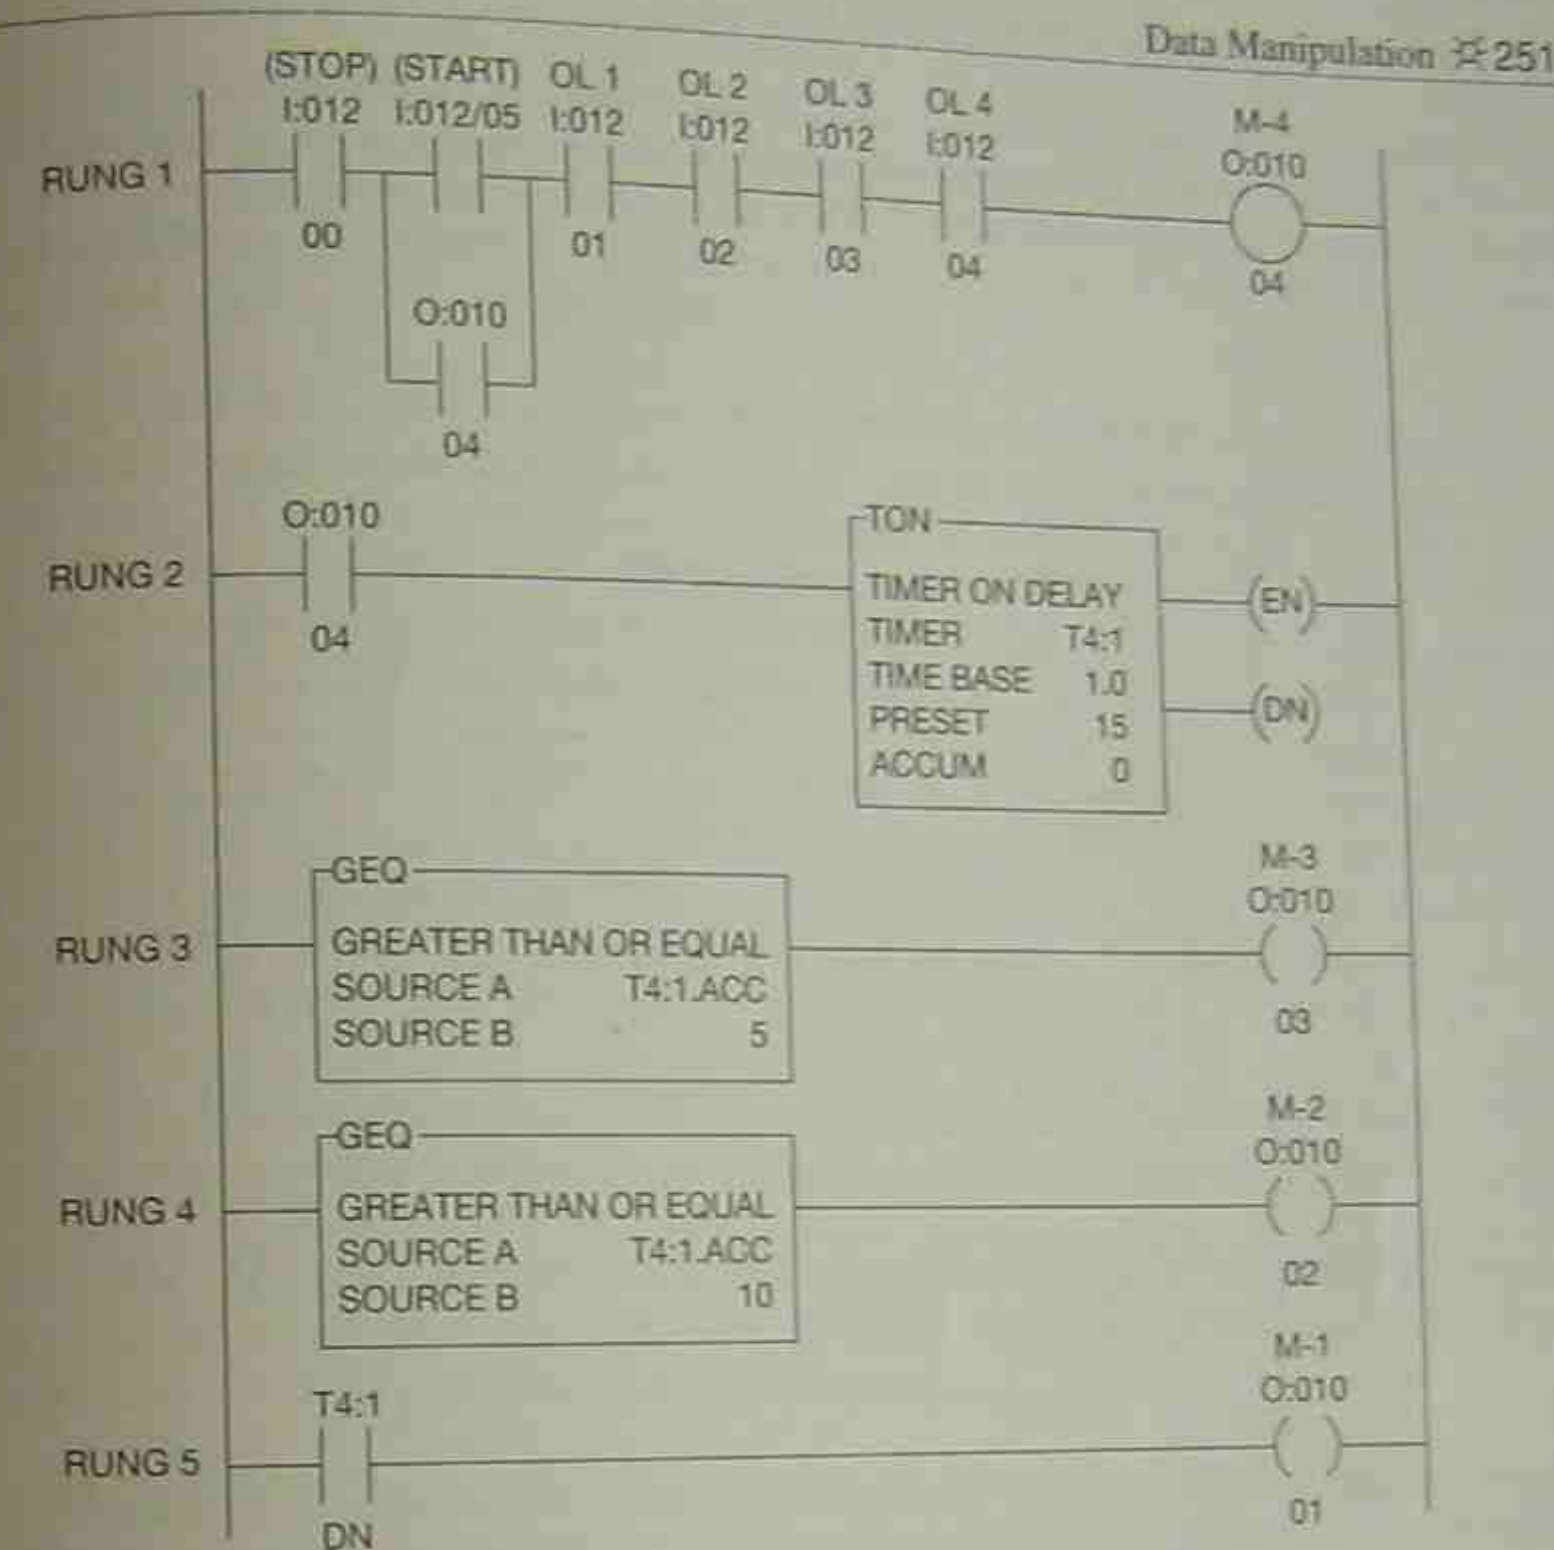 Data Manipulation 251
(STOP) (START) OL 1 OL 2 OL 3 OL 4 M-4
I:012 I:012/05 I:012 I:012 I:012 I:012 O:010
RUNG 1
00 01 02 03 04 04
O:010
04
O:010
RUNG 2
04
TON
TIMER ON DELAY
TIMER T4:1
TIME BASE 1.0
PRESET 15
ACCUM 0
(EN)
(DN)
GEQ
RUNG 3
GREATER THAN OR EQUAL
SOURCE A T4:1.ACC
SOURCE B 5
M-3
O:010
03
GEQ
RUNG 4
GREATER THAN OR EQUAL
SOURCE A T4:1.ACC
SOURCE B 10
M-2
O:010
02
T4:1
RUNG 5
DN
M-1
O:010
01